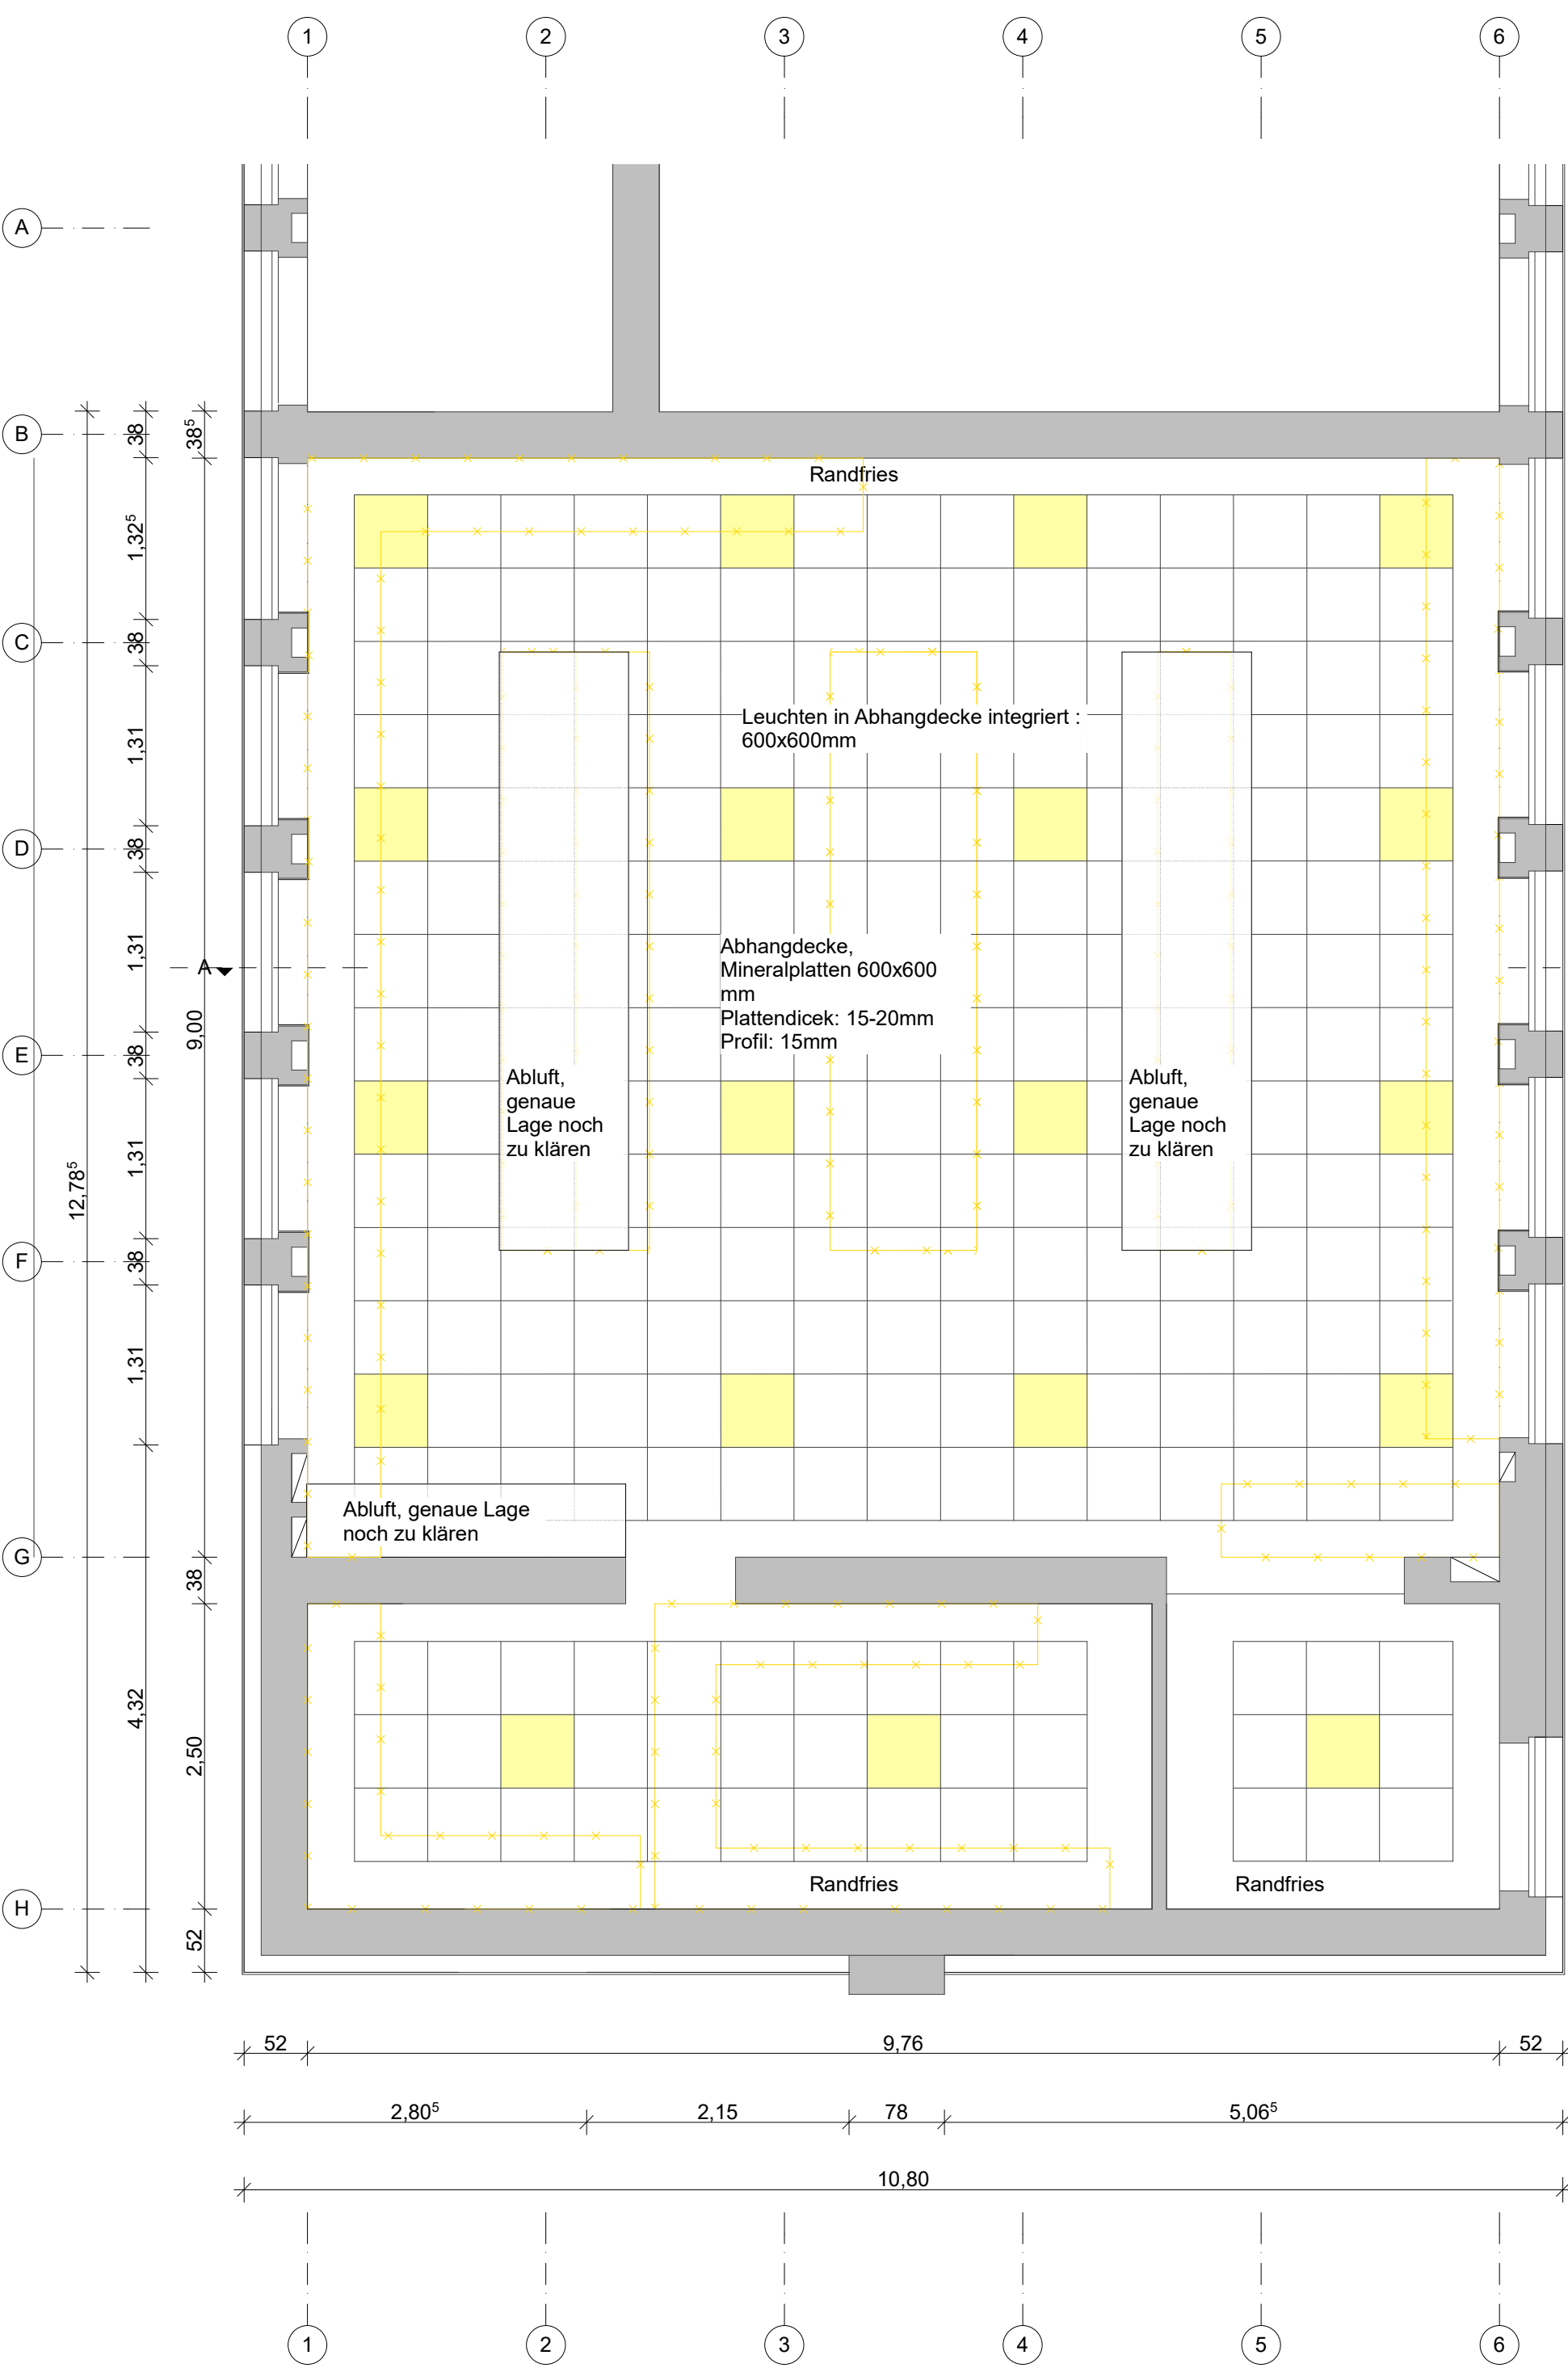 1 2 3 4 5 6
A
B
38
38⁵
Randfries
1,32⁵
C
38
Leuchten in Abhangdecke integriert :
600x600mm
1,31
D
38
Abhangdecke,
Mineralplatten 600x600
mm
Plattendicek: 15-20mm
Profil: 15mm
1,31
A
9,00
E
38
Abluft,
genaue
Lage noch
zu klären
Abluft,
genaue
Lage noch
zu klären
1,31
12,78⁵
F
38
1,31
Abluft, genaue Lage
noch zu klären
G
38
4,32
2,50
Randfries
Randfries
H
52
52 9,76 52
2,80⁵ 2,15 78 5,06⁵
10,80
1 2 3 4 5 6